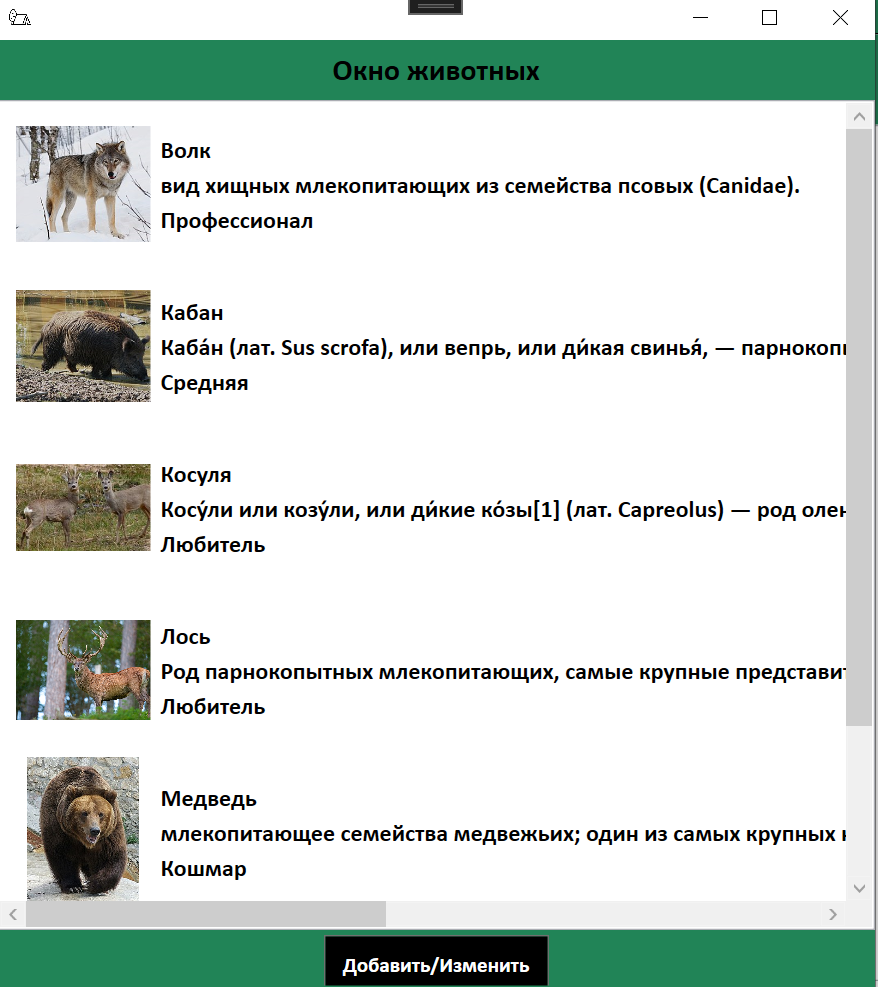 Окно животных
Волк
вид хищных млекопитающих из семейства псовых (Canidae).
Профессионал
Кабан
Каба́н (лат. Sus scrofa), или вепрь, или ди́кая свинья́, — парнокопы
Средняя
Косуля
Косу́ли или козу́ли, или ди́кие ко́зы[1] (лат. Capreolus) — род олен
Любитель
Лось
Род парнокопытных млекопитающих, самые крупные представит
Любитель
Медведь
млекопитающее семейства медвежьих; один из самых крупных
Кошмар
Добавить/Изменить